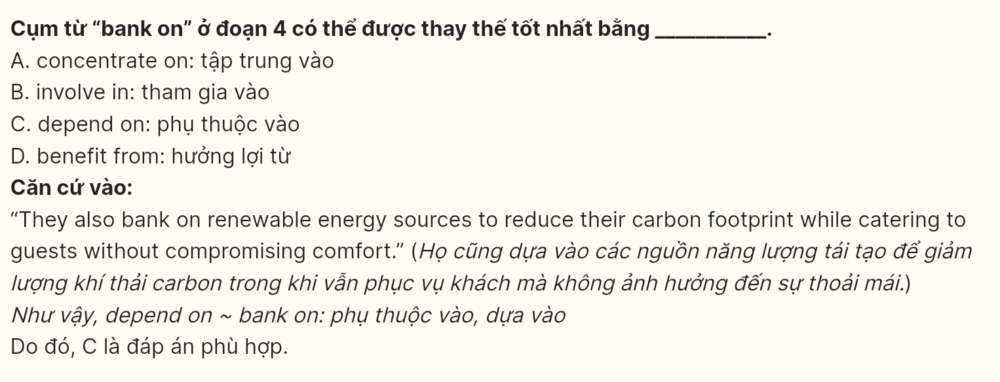 Cụm từ “bank on” ở đoạn 4 có thể được thay thế tốt nhất bằng ___________.
A. concentrate on: tập trung vào
B. involve in: tham gia vào
C. depend on: phụ thuộc vào
D. benefit from: hưởng lợi từ
Căn cứ vào:
“They also bank on renewable energy sources to reduce their carbon footprint while catering to
guests without compromising comfort.” (Họ cũng dựa vào các nguồn năng lượng tái tạo để giảm
lượng khí thải carbon trong khi vẫn phục vụ khách mà không ảnh hưởng đến sự thoải mái.)
Như vậy, depend on ~ bank on: phụ thuộc vào, dựa vào
Do đó, C là đáp án phù hợp.